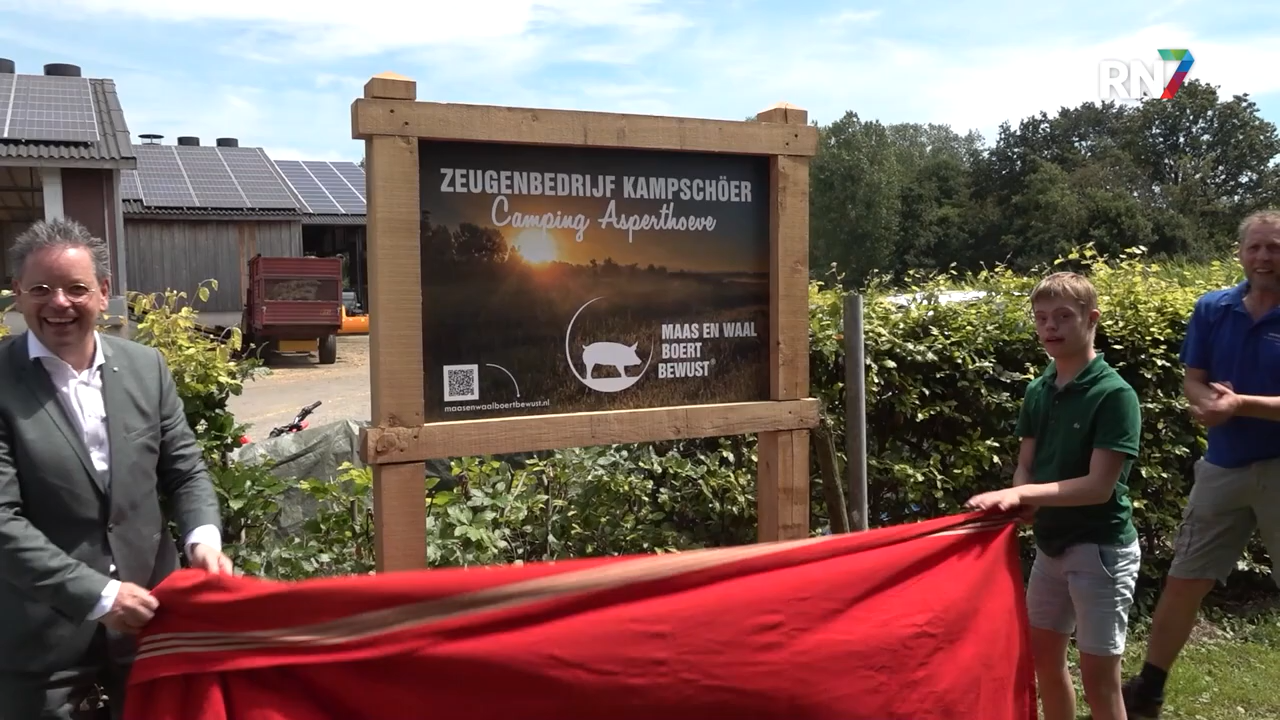 RN7
ZEUGENBEDRIJF KAMPSCHÖER
Camping Asperthoeve
MAAS EN WAAL
BOERT
BEWUST®
maasenwaalboertbewust.nl